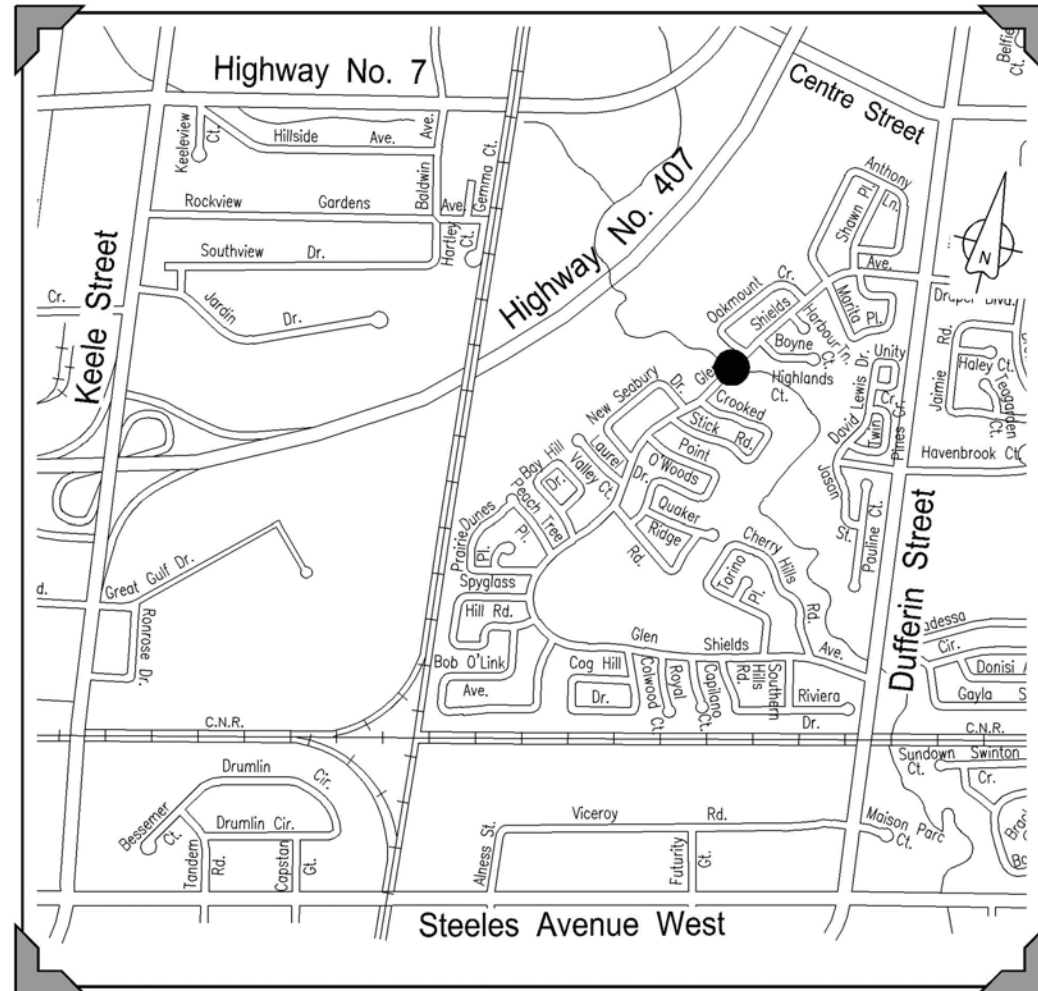 Highway No. 7
Centre Street
Belfie
Ct.
Keeleview
Ct.
Hillside Ave.
Baldwin Ave.
Gemma Ct.
Rockview Gardens Ave.
Hartley Ct.
Southview Dr.
Jardin Dr.
Cr.
Keele Street
Highway No. 407
Anthony Ln.
Shawn Pl.
Ave.
N
Draper Blvd.
Marita Pl.
Oakmount Cr.
Shields
Harbour Tn.
Boyne Ct.
Highlands Ct.
Gle
Unity
Cr.
David Lewis Dr.
Twin
Pines Cr.
Jaimie Rd.
Haley Ct.
Teagarden Ct.
Havenbrook Ct
Jason St.
Pauline Ct.
New Seabury Dr.
Crooked
Stick Rd.
Point
O'Woods
Dr.
Laurel
Valley Ct.
Bay Hill
Dr.
Peach Tree
Pl.
Prairie Dunes
Pl.
Quaker
Ridge
Rd.
Cherry Hills
Rd.
Torino
Pl.
Spyglass
Hill Rd.
Great Gulf Dr.
d.
Ronrose Dr.
Glen Shields Ave.
Dufferin Street
adessa
Cir.
Donisi A
Gayla S
Bob O'Link
Ave.
Cog Hill
Dr.
Colwood
Ct.
Royal
Capilano
Ct.
Southern
Hills
Rd.
Riviera
Dr.
C.N.R.
C.N.R.
Sundown
Ct.
Swinton
Cr.
Drumlin Cir.
Bessemer
Ct.
Drumlin Cir.
Tandem
Rd.
Capstan
Gt.
Viceroy Rd.
Alness St.
Futurity
Gt.
Maison Parc
Ct.
Steeles Avenue West